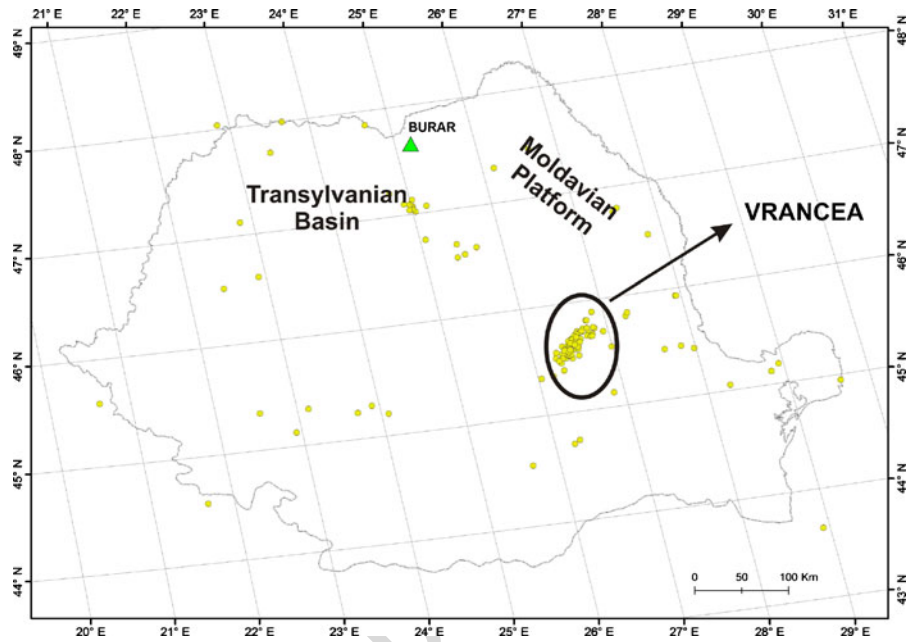 21° E 22° E 23° E 24° E 25° E 26° E 27° E 28° E 29° E 30° E
49° N
48° N
BURAR
48° N
47° N
Moldavian
Platform
Transylvanian
Basin
VRANCEA
47° N
46° N
46° N
45° N
45° N
44° N
0 50 100 Km
44° N
43° N
20° E 21° E 22° E 23° E 24° E 25° E 26° E 27° E 28° E 29° E